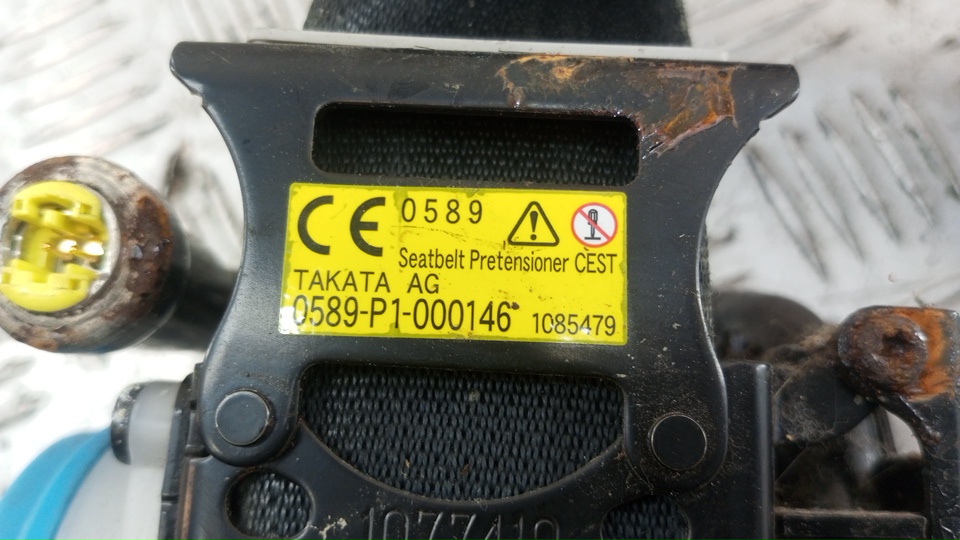 CE 0589
Seatbelt Pretensioner CEST
TAKATA AG
0589-P1-000146 1085479